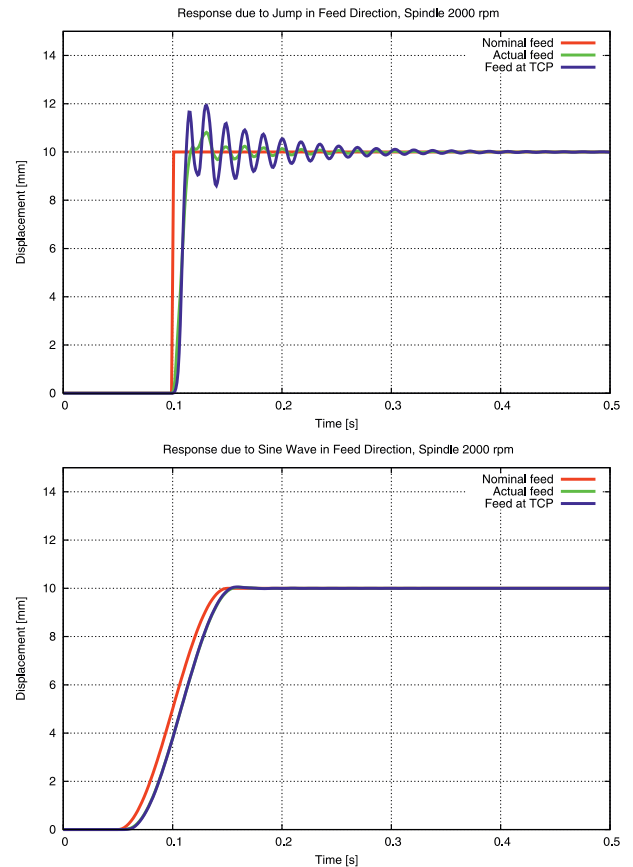 Response due to Jump in Feed Direction, Spindle 2000 rpm
Nominal feed
Actual feed
Feed at TCP
14
12
10
8
6
4
2
0
Displacement [mm]
0 0.1 0.2 0.3 0.4 0.5
Time [s]
Response due to Sine Wave in Feed Direction, Spindle 2000 rpm
Nominal feed
Actual feed
Feed at TCP
14
12
10
8
6
4
2
0
Displacement [mm]
0 0.1 0.2 0.3 0.4 0.5
Time [s]